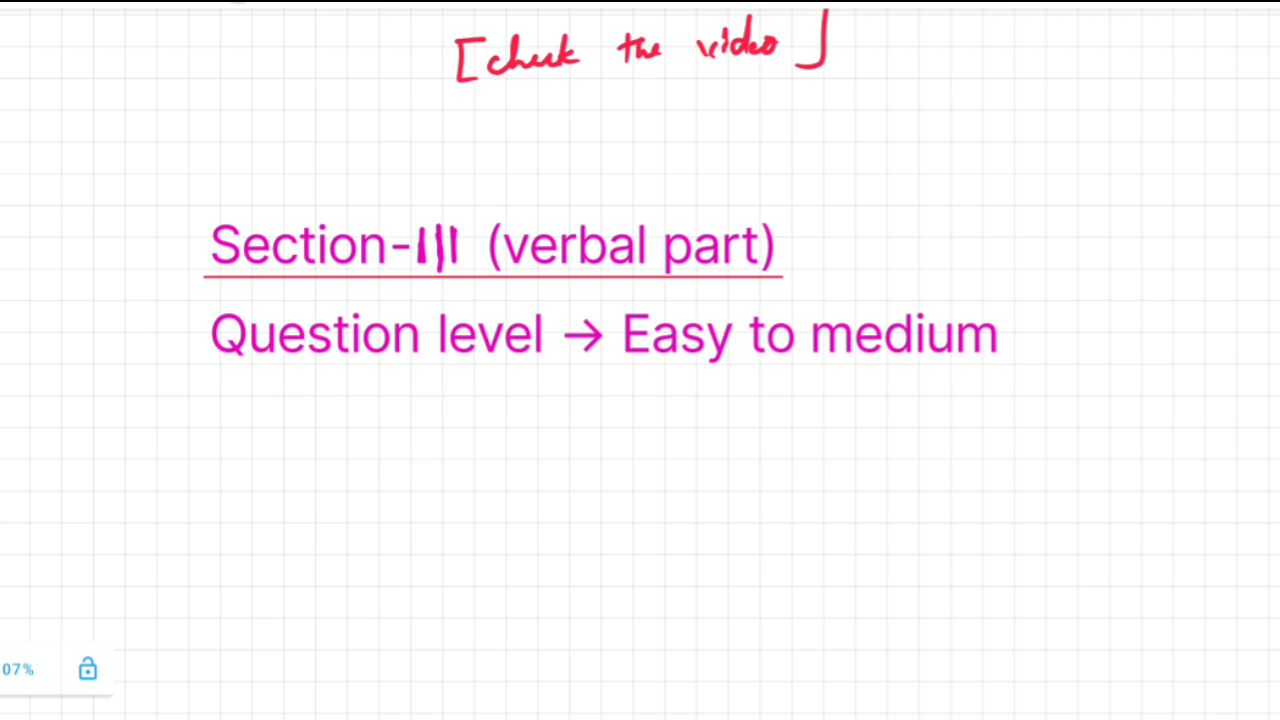 [check the video]
Section-III (verbal part)
Question level → Easy to medium
07%